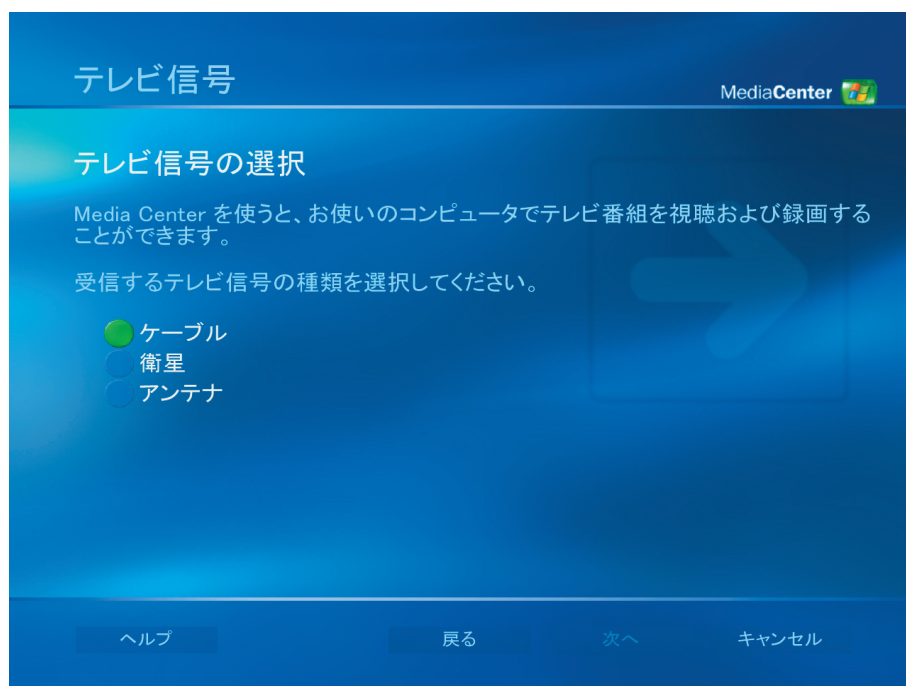 テレビ信号
MediaCenter
テレビ信号の選択
Media Center を使うと、お使いのコンピュータでテレビ番組を視聴および録画する
ことができます。
受信するテレビ信号の種類を選択してください。
ケーブル
衛星
アンテナ
ヘルプ 戻る 次へ キャンセル